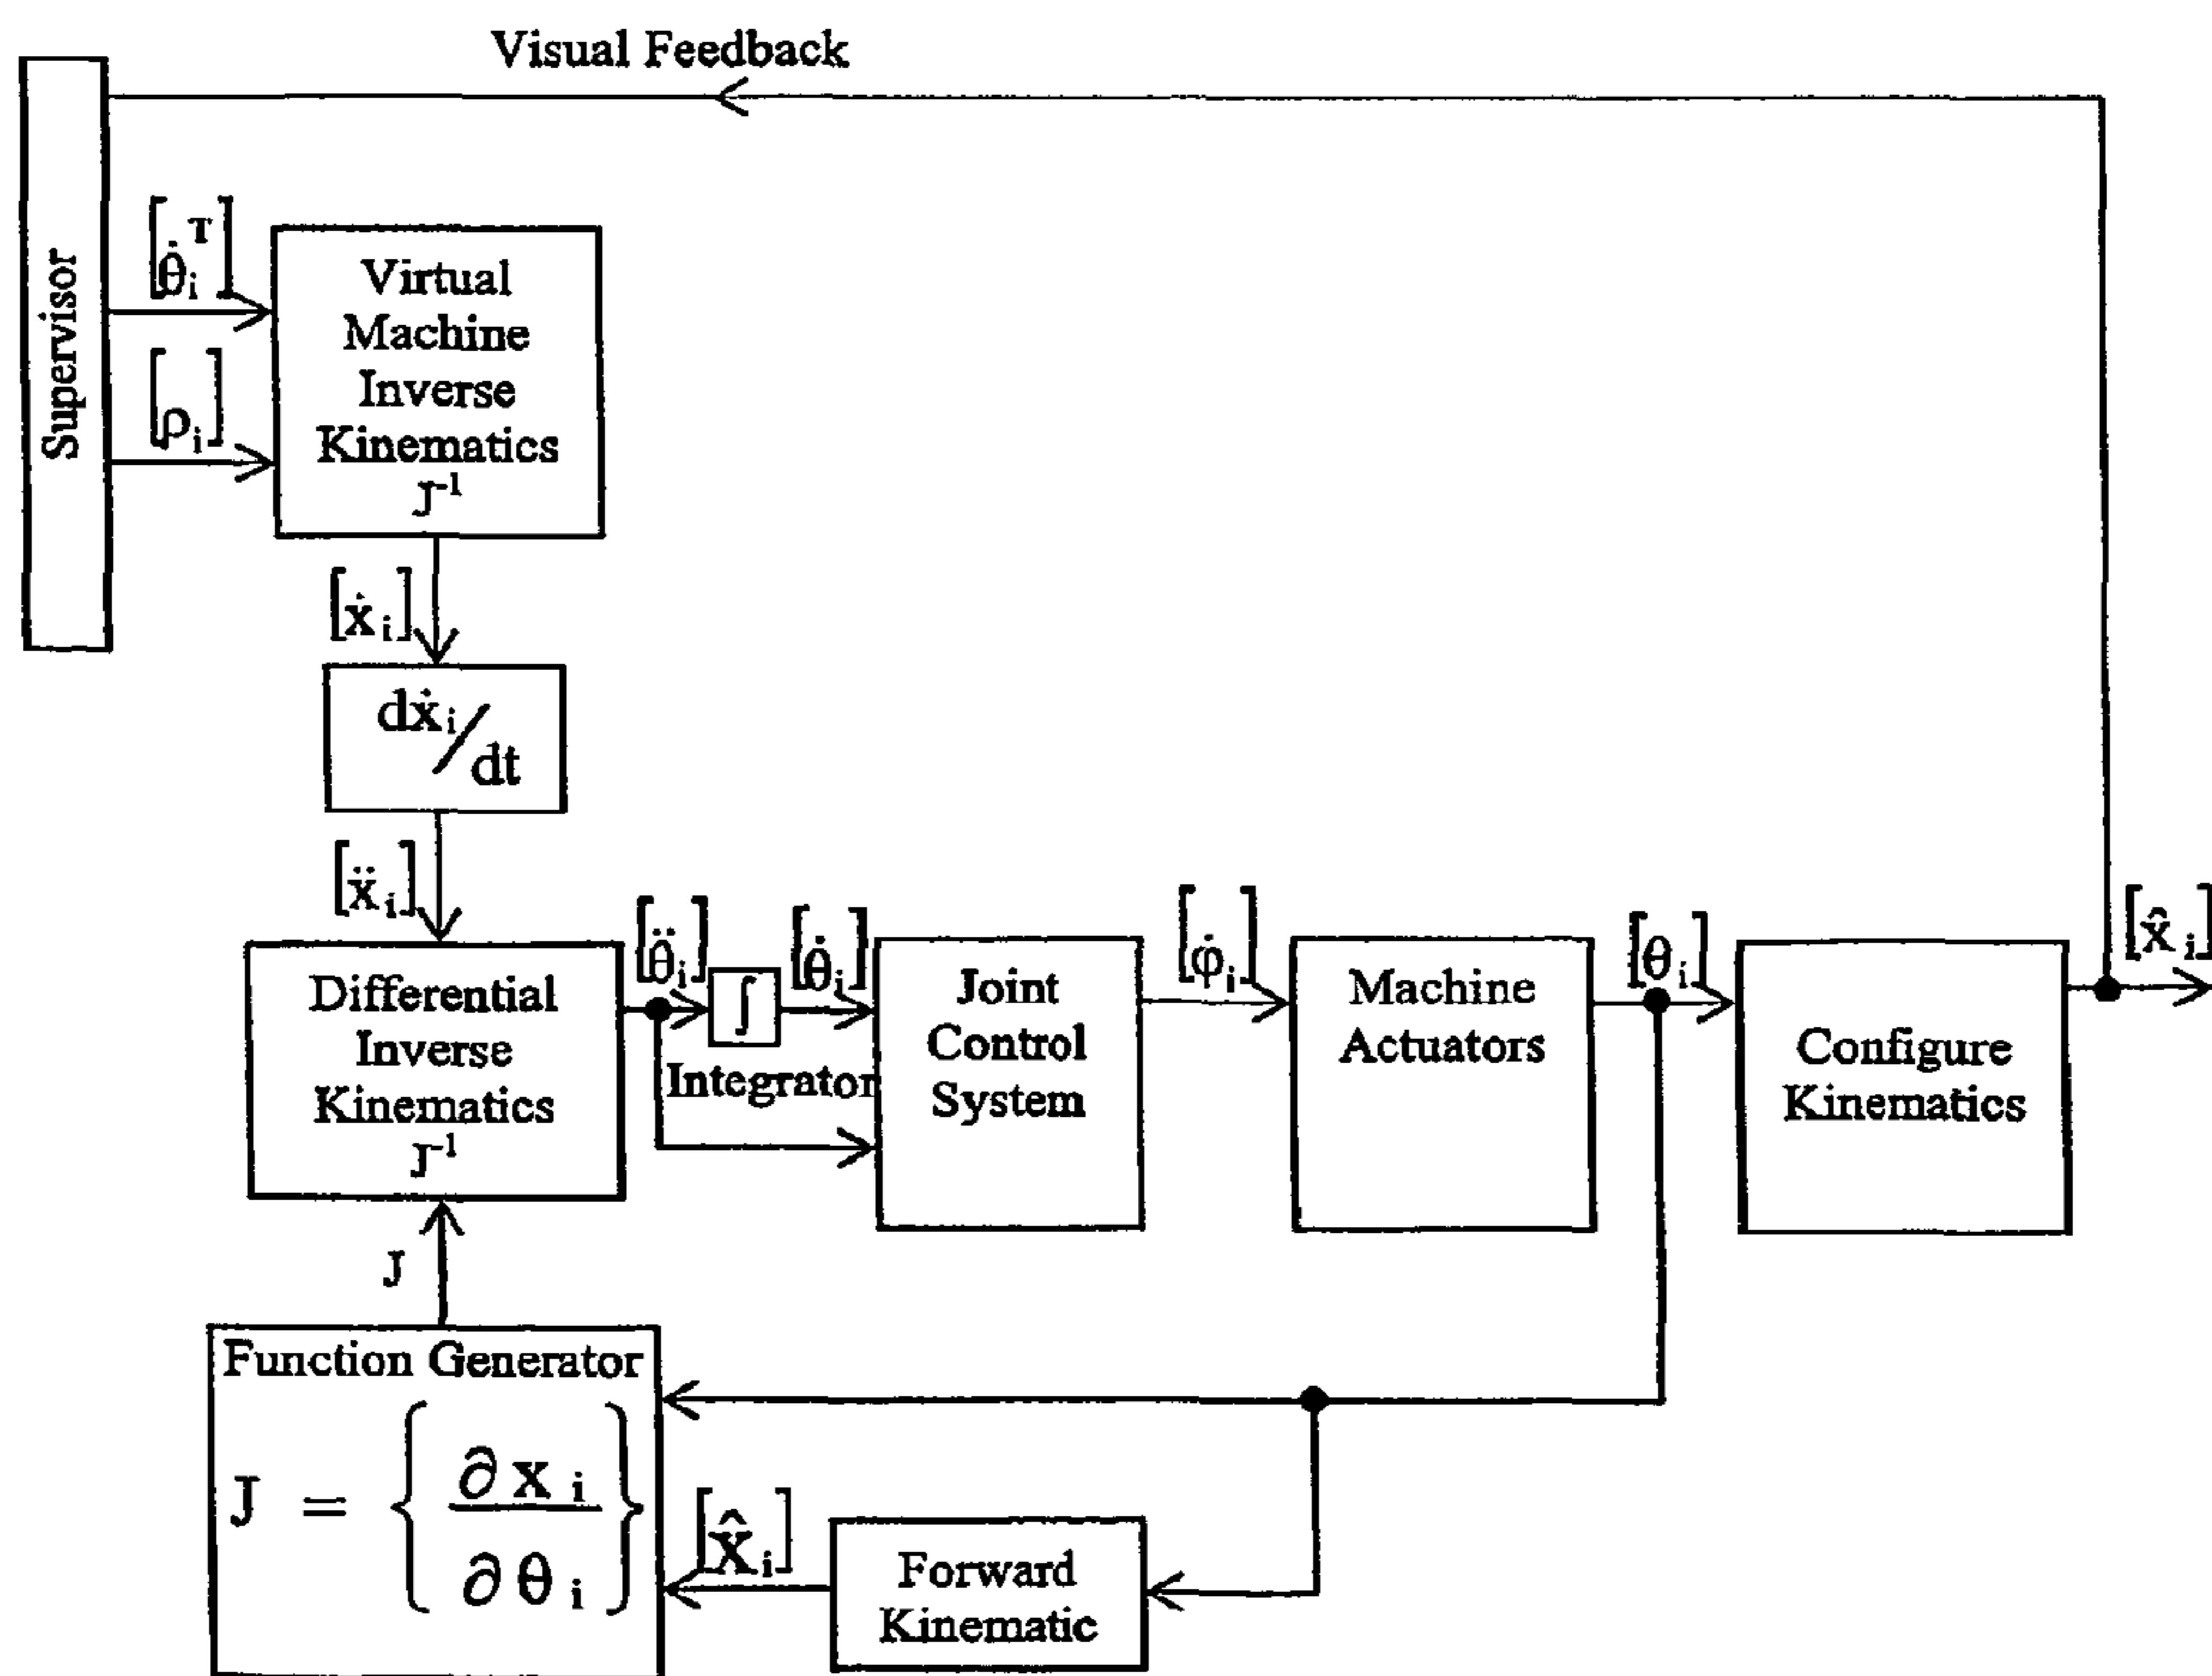 Visual Feedback
Supervisor
[θ̇ᵢᵀ]
[ρᵢ]
Virtual
Machine
Inverse
Kinematics
J⁻¹
[ẋᵢ]
dẋᵢ/dt
[ẍᵢ]
Differential
Inverse
Kinematics
J⁻¹
[θ̈ᵢ]
∫
Integrator
[θ̇ᵢ]
Joint
Control
System
[φ̇ᵢ]
Machine
Actuators
[θᵢ]
Configure
Kinematics
[x̂ᵢ]
J
Function Generator
J = {∂xᵢ/∂θᵢ}
[x̂ᵢ]
Forward
Kinematic